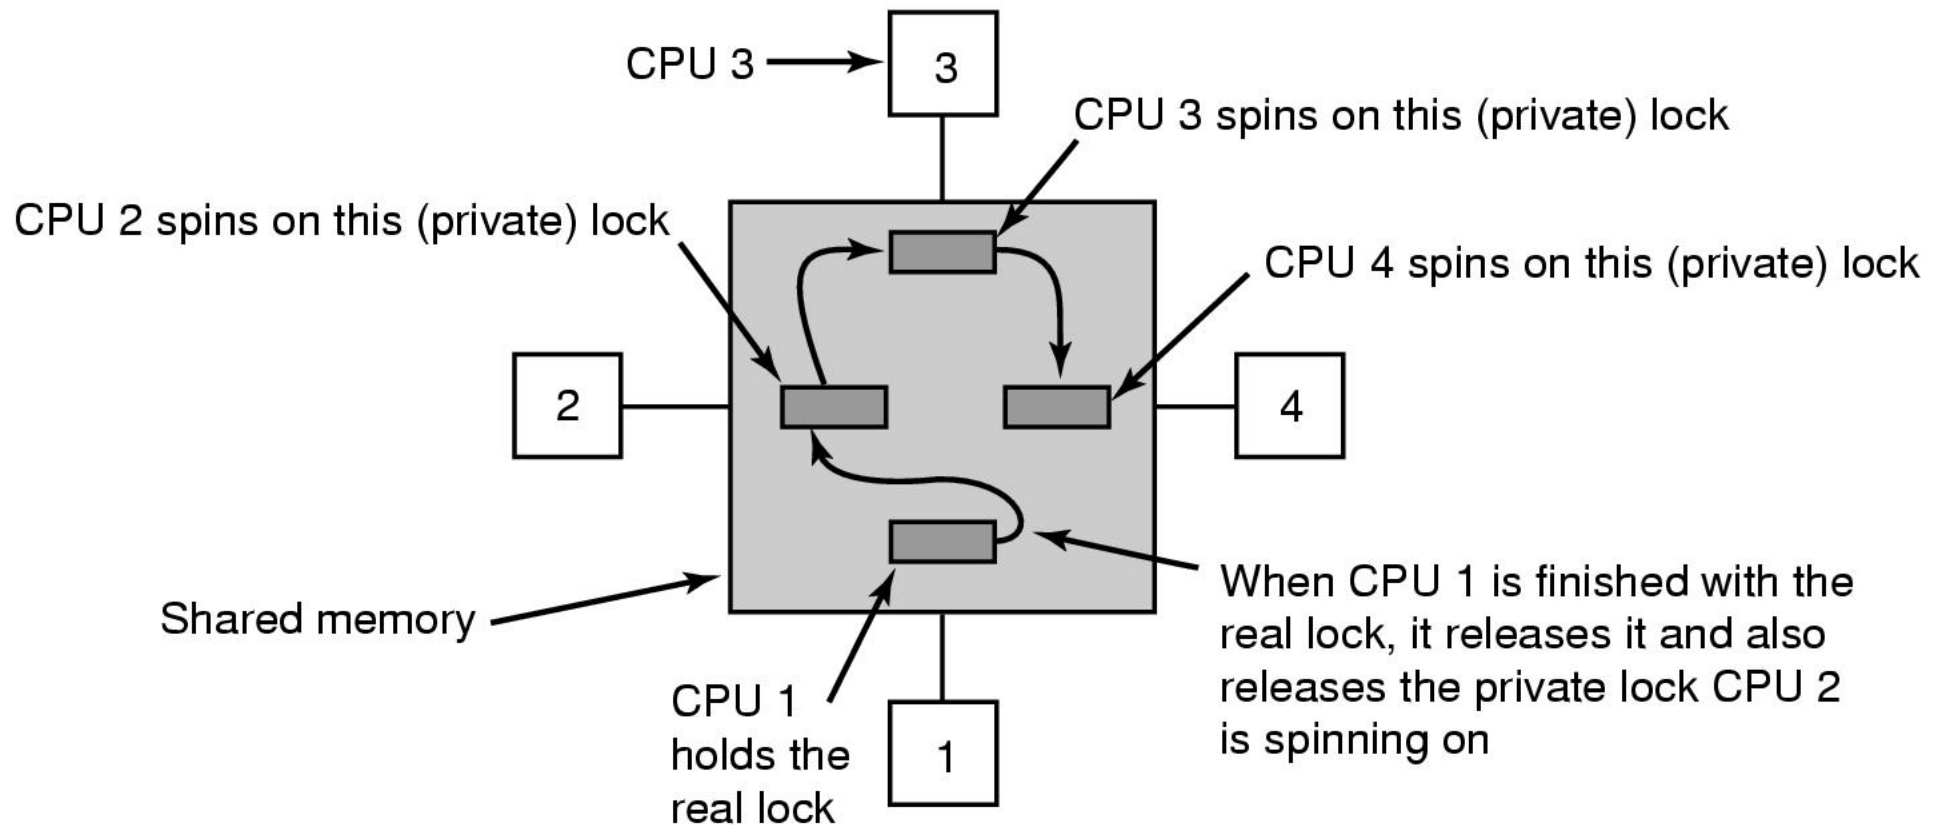 CPU 3
3
CPU 3 spins on this (private) lock
CPU 2 spins on this (private) lock
CPU 4 spins on this (private) lock
2
4
Shared memory
When CPU 1 is finished with the
real lock, it releases it and also
releases the private lock CPU 2
is spinning on
CPU 1
holds the
real lock
1